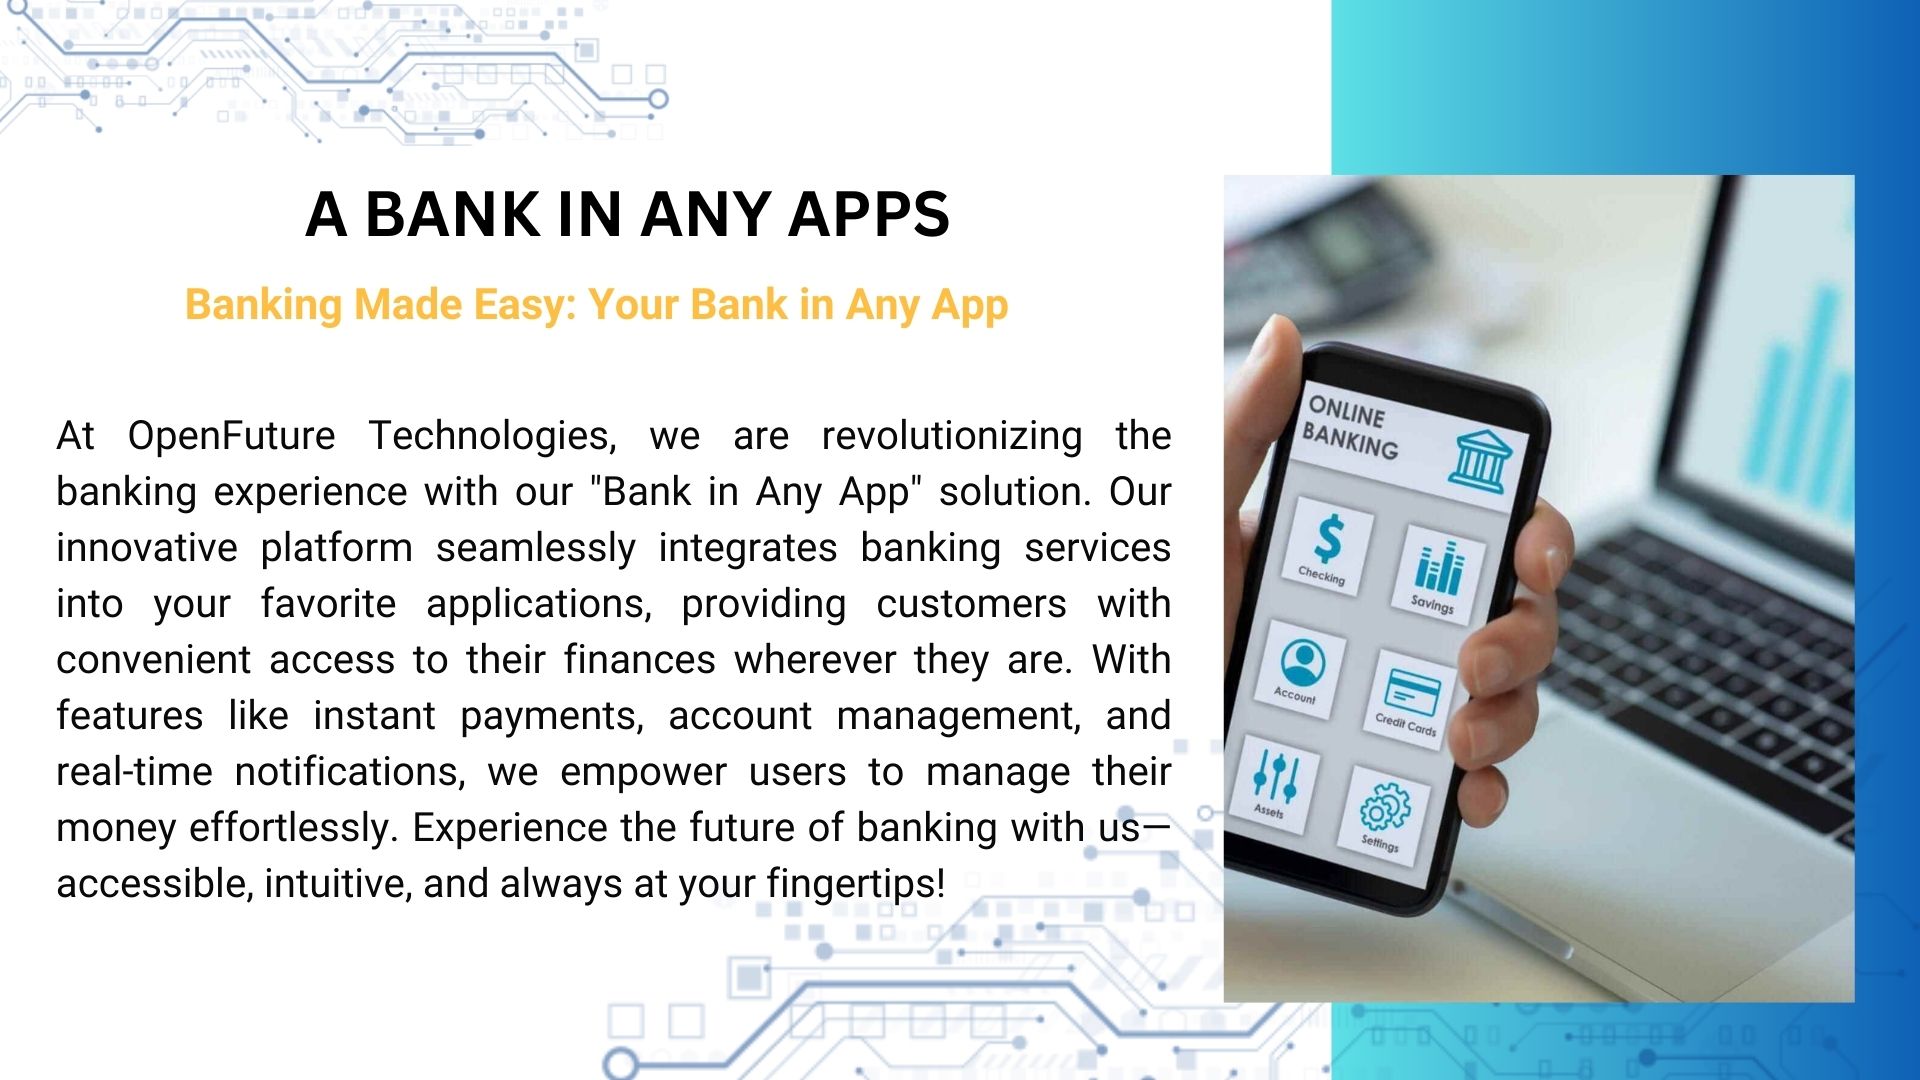 A BANK IN ANY APPS
Banking Made Easy: Your Bank in Any App
At OpenFuture Technologies, we are revolutionizing the
banking experience with our "Bank in Any App" solution. Our
innovative platform seamlessly integrates banking services
into your favorite applications, providing customers with
convenient access to their finances wherever they are. With
features like instant payments, account management, and
real-time notifications, we empower users to manage their
money effortlessly. Experience the future of banking with us—
accessible, intuitive, and always at your fingertips!
ONLINE
BANKING
Checking
Savings
Account
Credit Cards
Assets
Settings